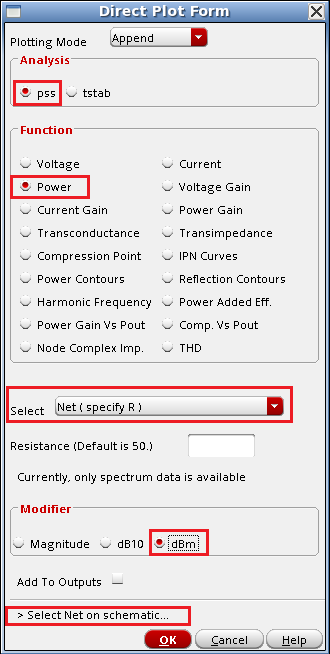 Direct Plot Form
Plotting Mode Append
Analysis
pss tstab
Function
Voltage Current
Power Voltage Gain
Current Gain Power Gain
Transconductance Transimpedance
Compression Point IPN Curves
Power Contours Reflection Contours
Harmonic Frequency Power Added Eff.
Power Gain Vs Pout Comp. Vs Pout
Node Complex Imp. THD
Select Net ( specify R )
Resistance (Default is 50.)
Currently, only spectrum data is available
Modifier
Magnitude dB10 dBm
Add To Outputs
> Select Net on schematic...
OK Cancel Help